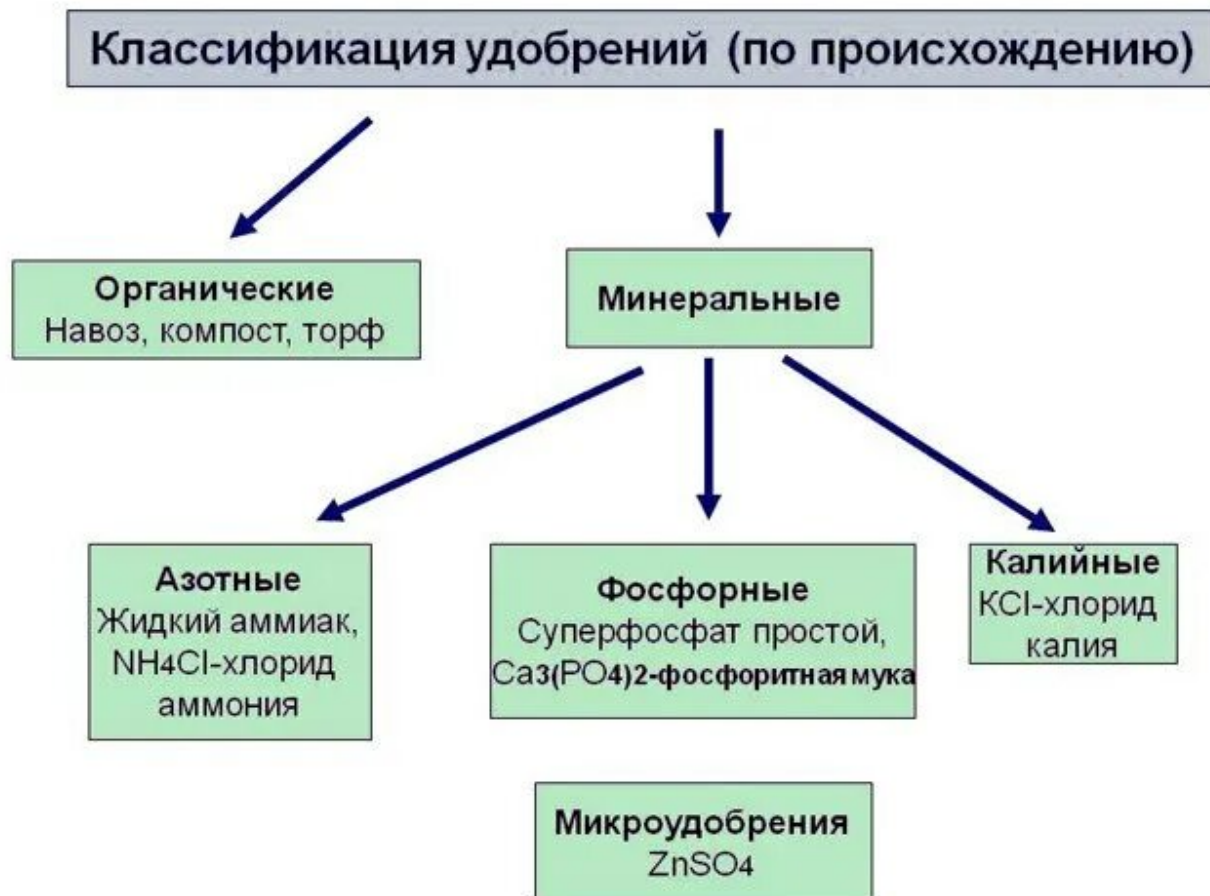 Классификация удобрений (по происхождению)
Органические
Навоз, компост, торф
Минеральные
Азотные
Жидкий аммиак,
NH4Cl-хлорид
аммония
Фосфорные
Суперфосфат простой,
Ca3(PO4)2-фосфоритная мука
Калийные
KCl-хлорид
калия
Микроудобрения
ZnSO4